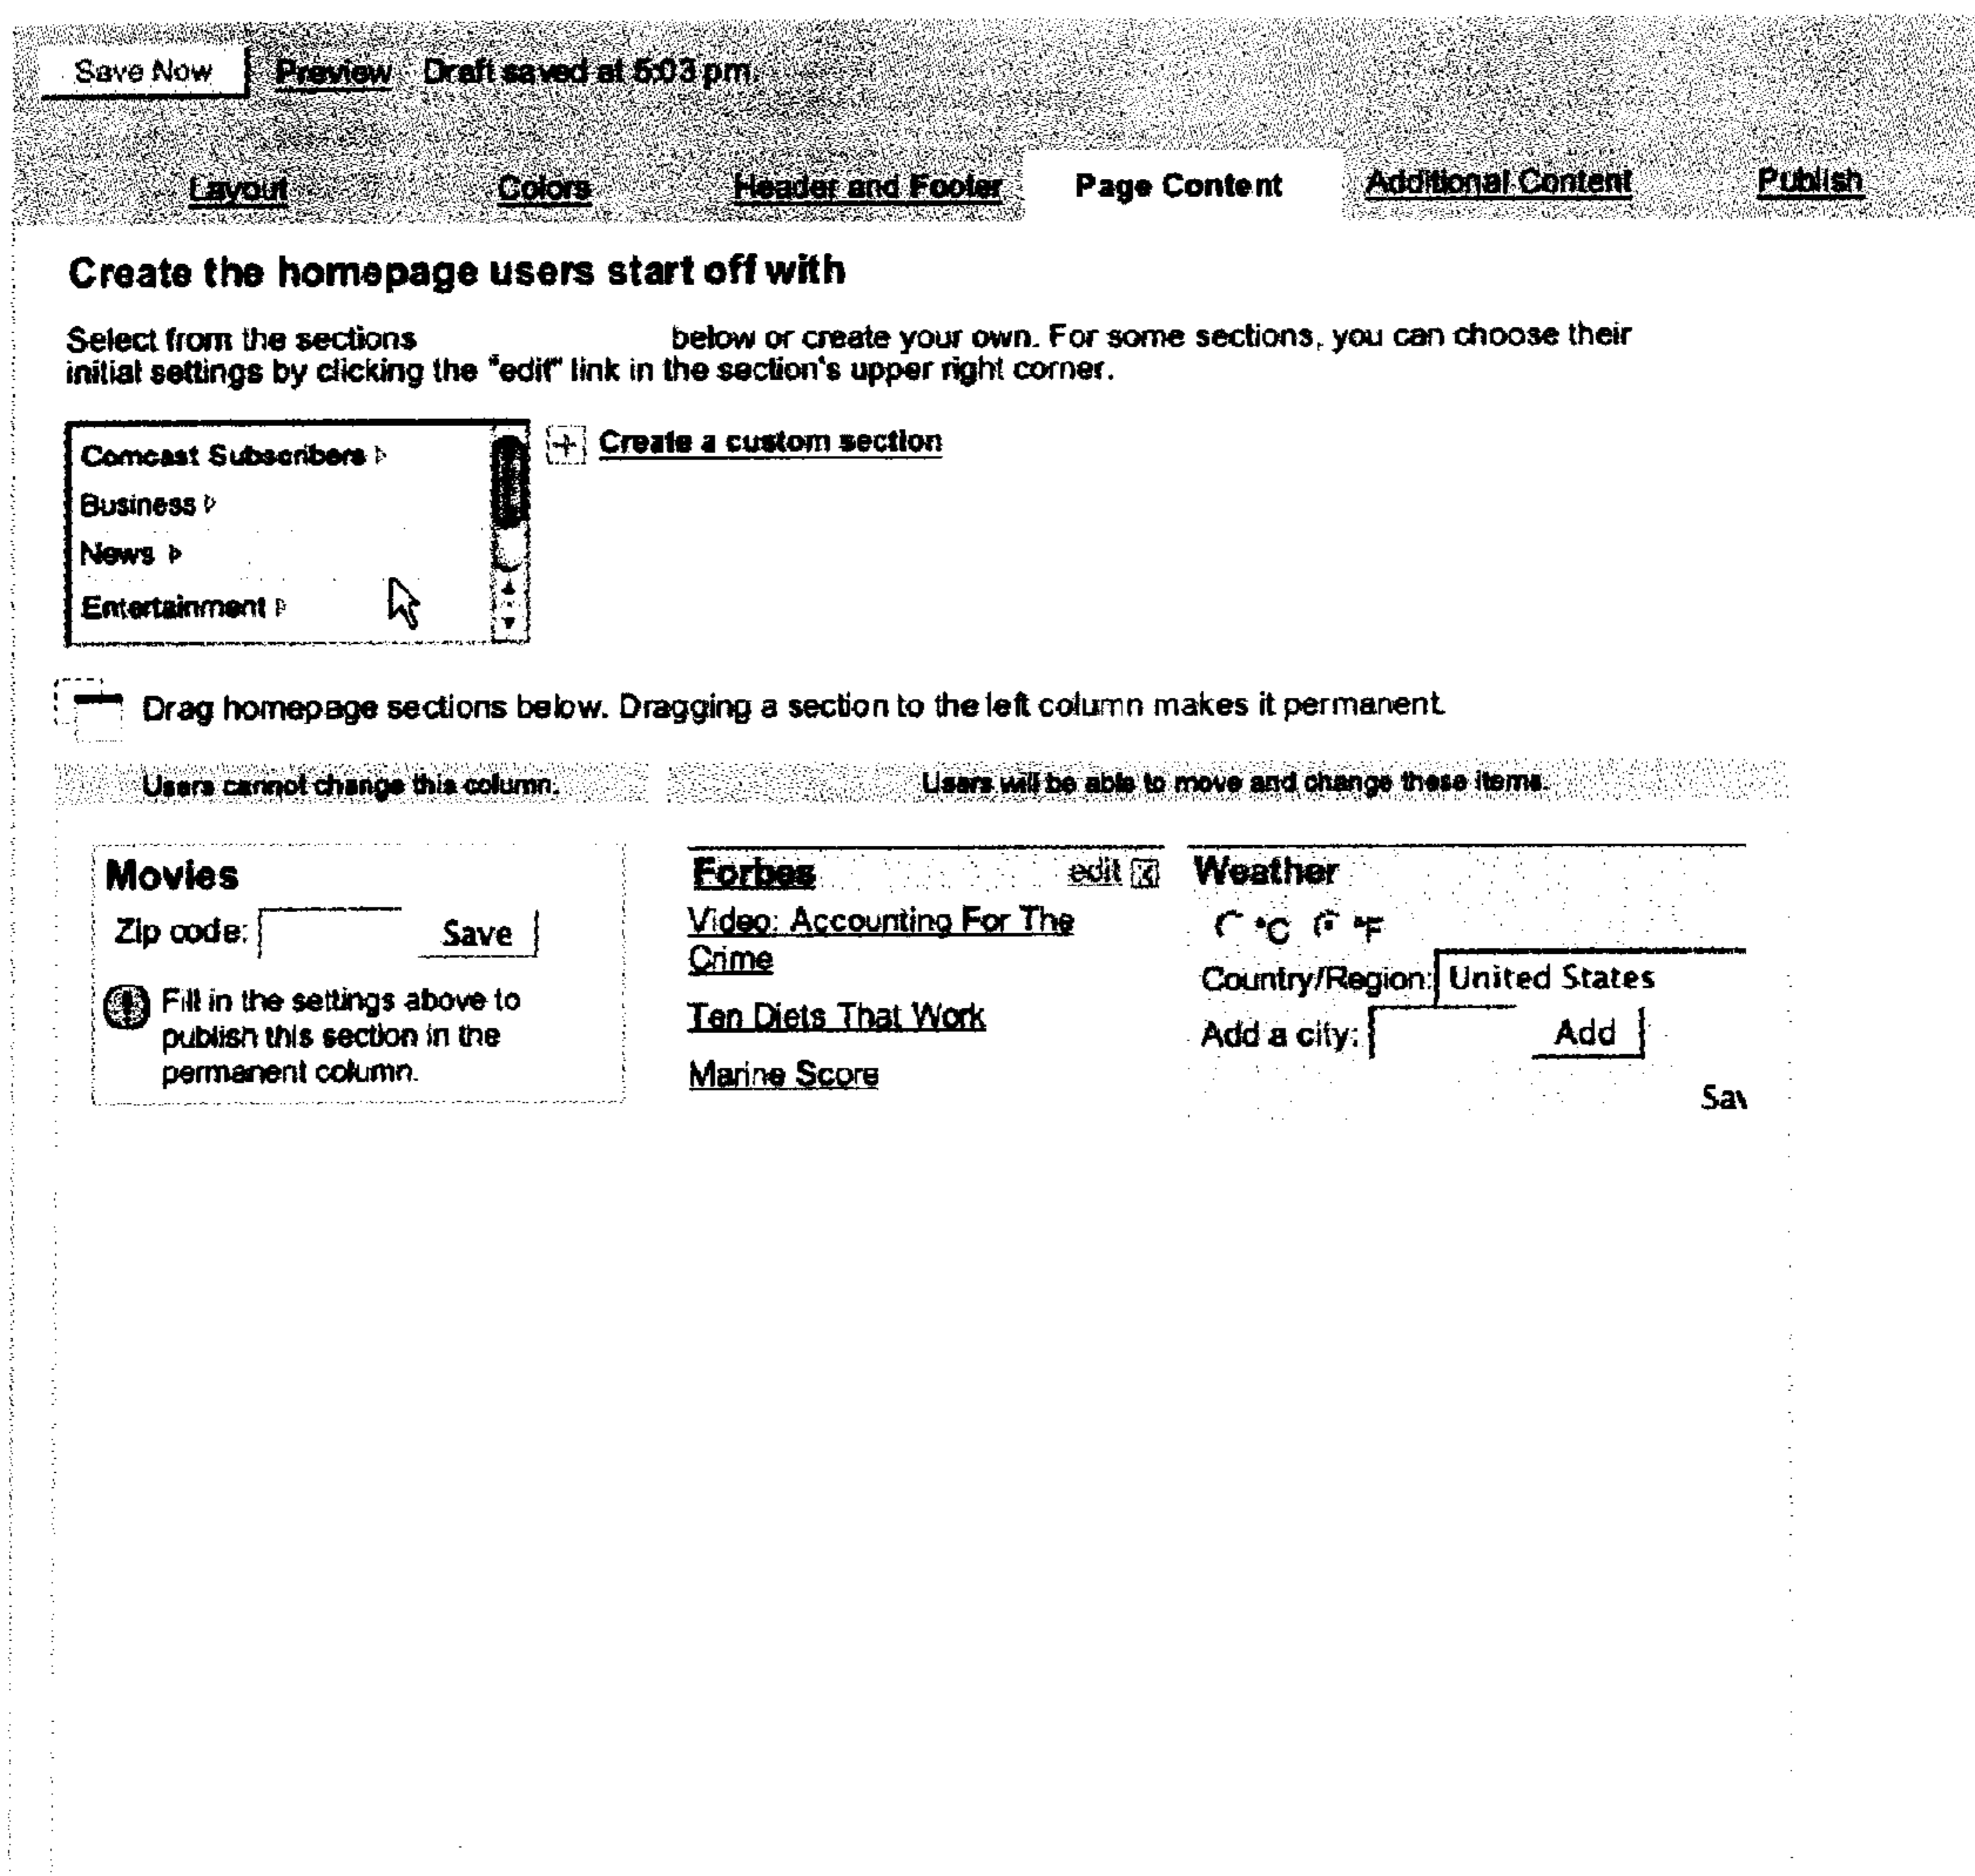 Save Now Preview Draft saved at 5:03 pm.
Layout Colors Header and Footer Page Content Additional Content Publish
Create the homepage users start off with
Select from the sections below or create your own. For some sections, you can choose their
initial settings by clicking the "edit" link in the section's upper right corner.
Comcast Subscribers
Create a custom section
Business
News
Entertainment
Drag homepage sections below. Dragging a section to the left column makes it permanent.
Users cannot change this column.
Users will be able to move and change these items.
Movies
Zip code: Save
Fill in the settings above to
publish this section in the
permanent column.
Forbes edit
Video: Accounting For The
Crime
Ten Diets That Work
Marine Score
Weather
°C °F
Country/Region: United States
Add a city: Add
Sav